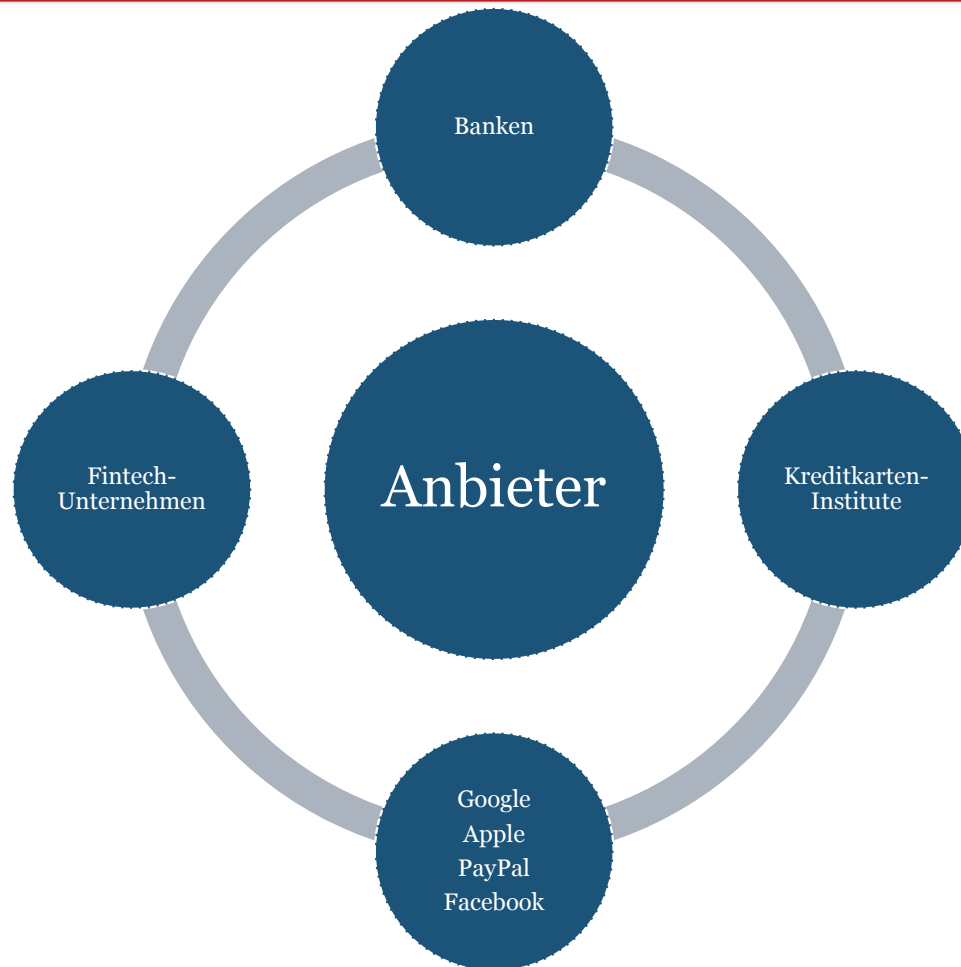 Banken
Fintech-
Unternehmen
Anbieter
Kreditkarten-
Institute
Google
Apple
PayPal
Facebook